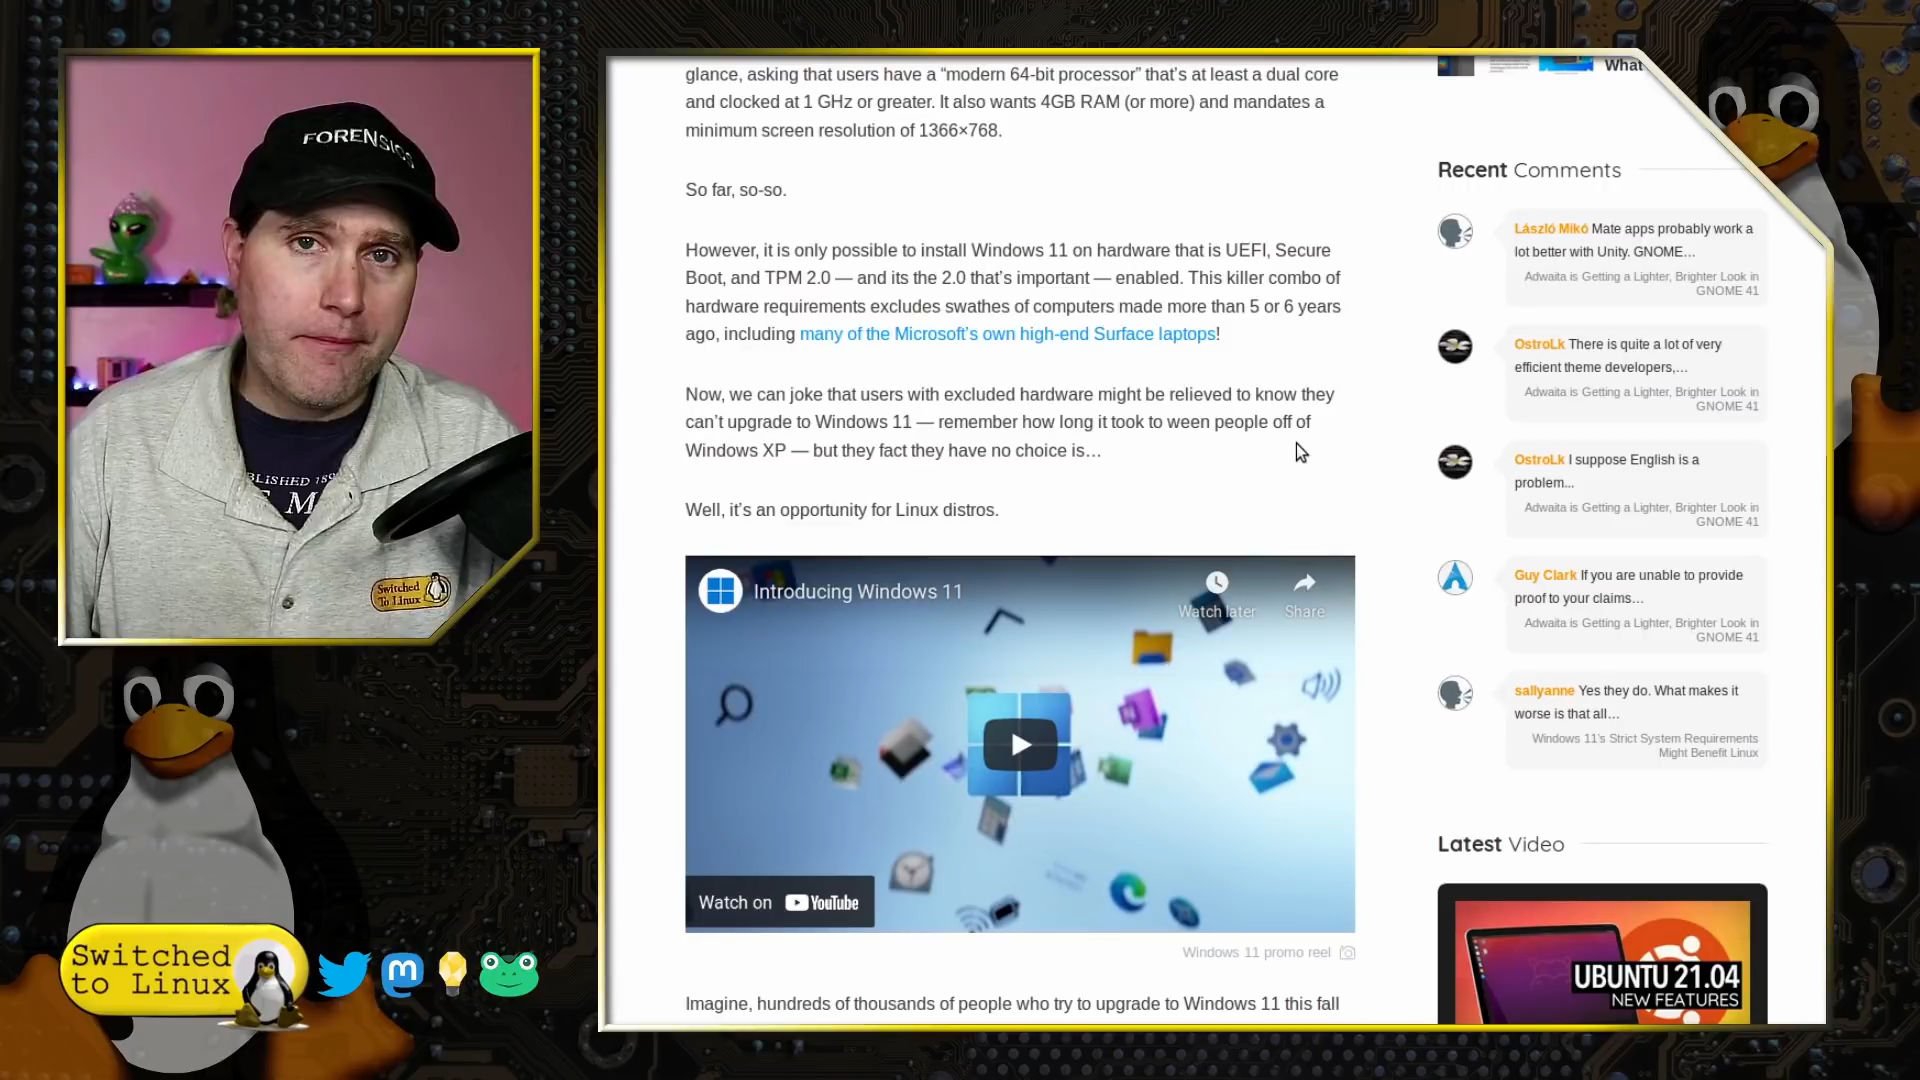 FORENSICS
Switched
To Linux
Switched
to Linux
glance, asking that users have a “modern 64-bit processor” that’s at least a dual core
and clocked at 1 GHz or greater. It also wants 4GB RAM (or more) and mandates a
minimum screen resolution of 1366×768.
So far, so-so.
However, it is only possible to install Windows 11 on hardware that is UEFI, Secure
Boot, and TPM 2.0 — and its the 2.0 that’s important — enabled. This killer combo of
hardware requirements excludes swathes of computers made more than 5 or 6 years
ago, including many of the Microsoft’s own high-end Surface laptops!
Now, we can joke that users with excluded hardware might be relieved to know they
can’t upgrade to Windows 11 — remember how long it took to ween people off of
Windows XP — but they fact they have no choice is…
Well, it’s an opportunity for Linux distros.
Introducing Windows 11
Watch later
Share
Watch on YouTube
Windows 11 promo reel
Imagine, hundreds of thousands of people who try to upgrade to Windows 11 this fall
What
Recent Comments
László Mikó Mate apps probably work a
lot better with Unity. GNOME…
Adwaita is Getting a Lighter, Brighter Look in
GNOME 41
OstroLk There is quite a lot of very
efficient theme developers,…
Adwaita is Getting a Lighter, Brighter Look in
GNOME 41
OstroLk I suppose English is a
problem...
Adwaita is Getting a Lighter, Brighter Look in
GNOME 41
Guy Clark If you are unable to provide
proof to your claims…
Adwaita is Getting a Lighter, Brighter Look in
GNOME 41
sallyanne Yes they do. What makes it
worse is that all…
Windows 11’s Strict System Requirements
Might Benefit Linux
Latest Video
UBUNTU 21.04
NEW FEATURES